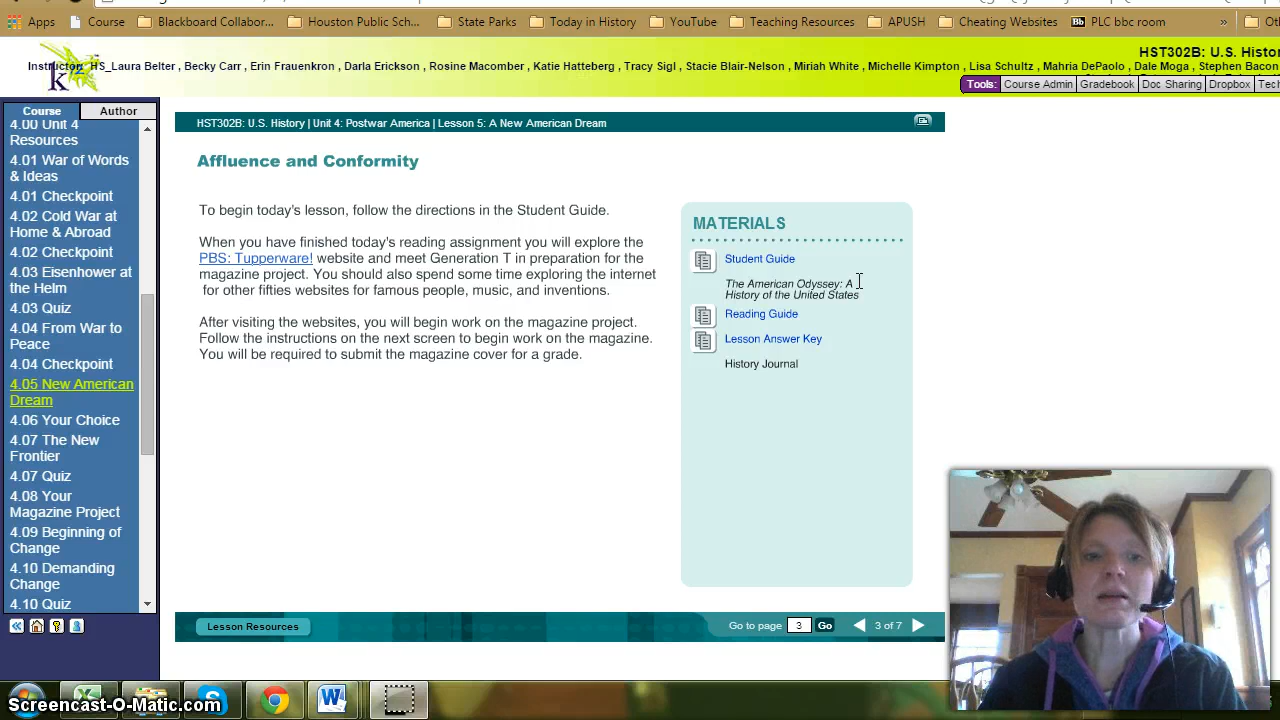 Apps Course Blackboard Collabor... Houston Public Sch... State Parks Today in History YouTube Teaching Resources APUSH Cheating Websites Bb PLC bbc room »
HST302B: U.S. Histo
Instructor: HS_Laura Belter , Becky Carr , Erin Frauenkron , Darla Erickson , Rosine Macomber , Katie Hatteberg , Tracy Sigl , Stacie Blair-Nelson , Miriah White , Michelle Kimpton , Lisa Schultz , Mahria DePaolo , Dale Moga , Stephen Bacon
Tools: Course Admin Gradebook Doc Sharing Dropbox Tech
Course Author
4.00 Unit 4
Resources
4.01 War of Words
& Ideas
4.01 Checkpoint
4.02 Cold War at
Home & Abroad
4.02 Checkpoint
4.03 Eisenhower at
the Helm
4.03 Quiz
4.04 From War to
Peace
4.04 Checkpoint
4.05 New American
Dream
4.06 Your Choice
4.07 The New
Frontier
4.07 Quiz
4.08 Your
Magazine Project
4.09 Beginning of
Change
4.10 Demanding
Change
4.10 Quiz
HST302B: U.S. History | Unit 4: Postwar America | Lesson 5: A New American Dream
Affluence and Conformity
To begin today's lesson, follow the directions in the Student Guide.
When you have finished today's reading assignment you will explore the
PBS: Tupperware! website and meet Generation T in preparation for the
magazine project. You should also spend some time exploring the internet
for other fifties websites for famous people, music, and inventions.
After visiting the websites, you will begin work on the magazine project.
Follow the instructions on the next screen to begin work on the magazine.
You will be required to submit the magazine cover for a grade.
MATERIALS
Student Guide
The American Odyssey: A
History of the United States
Reading Guide
Lesson Answer Key
History Journal
Lesson Resources
Go to page 3 Go 3 of 7
Screencast-O-Matic.com